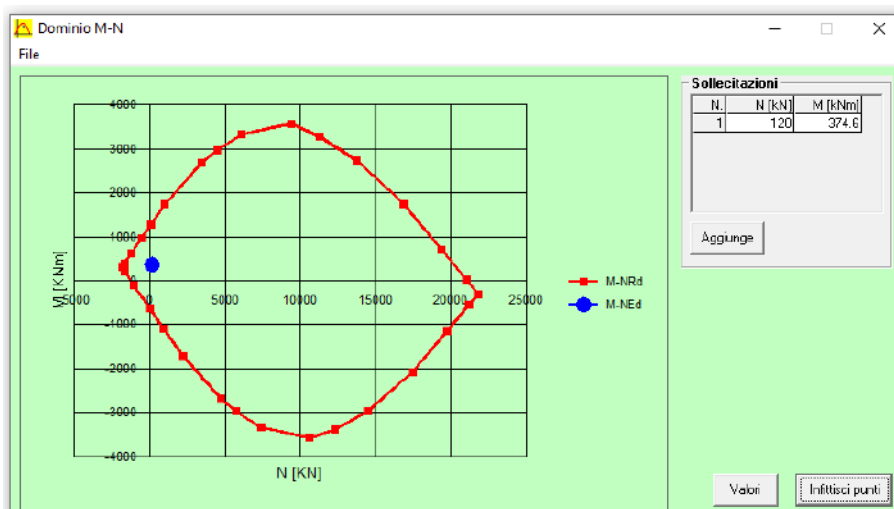 Dominio M-N
File
4000
3000
2000
1000
0
-1000
-2000
-3000
-4000
M [KNm]
-5000
0
5000
10000
15000
20000
25000
N [KN]
M-NRd
M-NEd
Sollecitazioni
N. N [kN] M [kNm]
1 120 374.6
Aggiunge
Valori
Infittisci punti